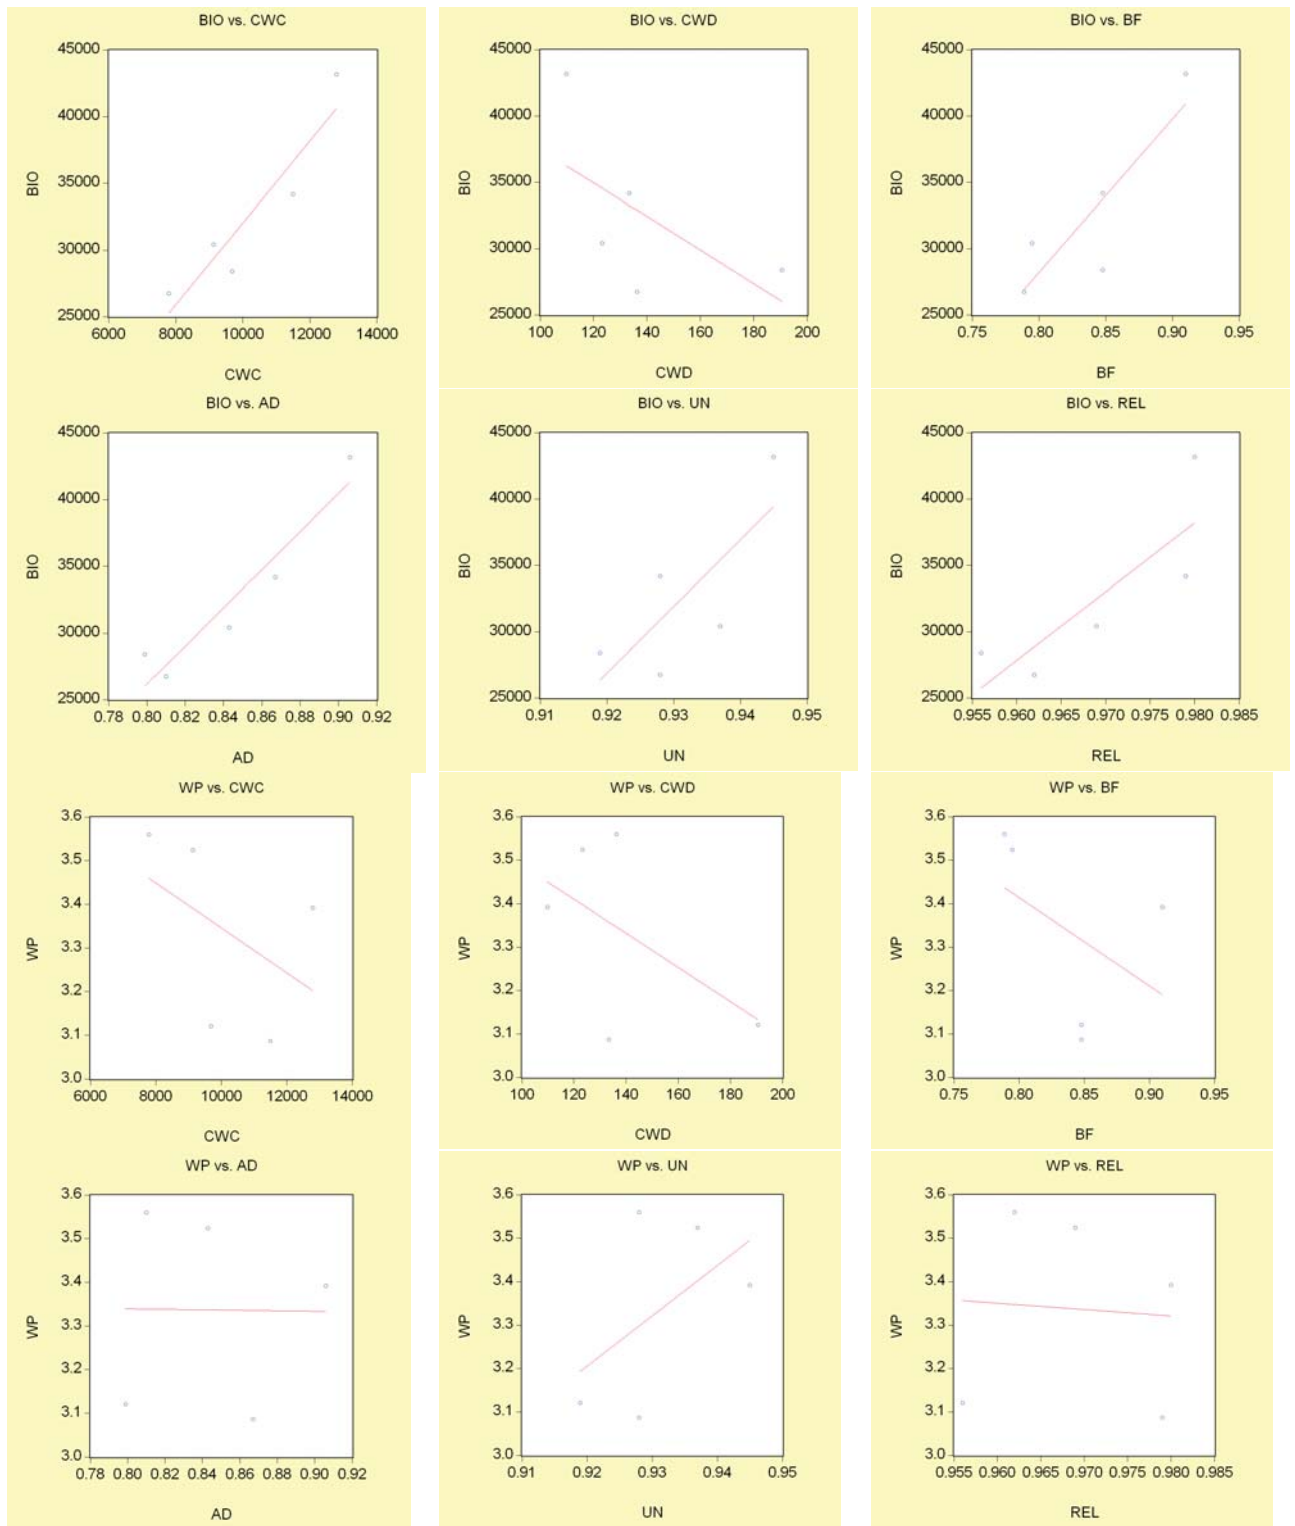 BIO vs. CWC
45000
40000
35000
30000
25000
BIO
6000 8000 10000 12000 14000
CWC
BIO vs. CWD
45000
40000
35000
30000
25000
BIO
100 120 140 160 180 200
CWD
BIO vs. BF
45000
40000
35000
30000
25000
BIO
0.75 0.80 0.85 0.90 0.95
BF
BIO vs. AD
45000
40000
35000
30000
25000
BIO
0.78 0.80 0.82 0.84 0.86 0.88 0.90 0.92
AD
BIO vs. UN
45000
40000
35000
30000
25000
BIO
0.91 0.92 0.93 0.94 0.95
UN
BIO vs. REL
45000
40000
35000
30000
25000
BIO
0.955 0.960 0.965 0.970 0.975 0.980 0.985
REL
WP vs. CWC
3.6
3.5
3.4
3.3
3.2
3.1
3.0
WP
6000 8000 10000 12000 14000
CWC
WP vs. CWD
3.6
3.5
3.4
3.3
3.2
3.1
3.0
WP
100 120 140 160 180 200
CWD
WP vs. BF
3.6
3.5
3.4
3.3
3.2
3.1
3.0
WP
0.75 0.80 0.85 0.90 0.95
BF
WP vs. AD
3.6
3.5
3.4
3.3
3.2
3.1
3.0
WP
0.78 0.80 0.82 0.84 0.86 0.88 0.90 0.92
AD
WP vs. UN
3.6
3.5
3.4
3.3
3.2
3.1
3.0
WP
0.91 0.92 0.93 0.94 0.95
UN
WP vs. REL
3.6
3.5
3.4
3.3
3.2
3.1
3.0
WP
0.955 0.960 0.965 0.970 0.975 0.980 0.985
REL